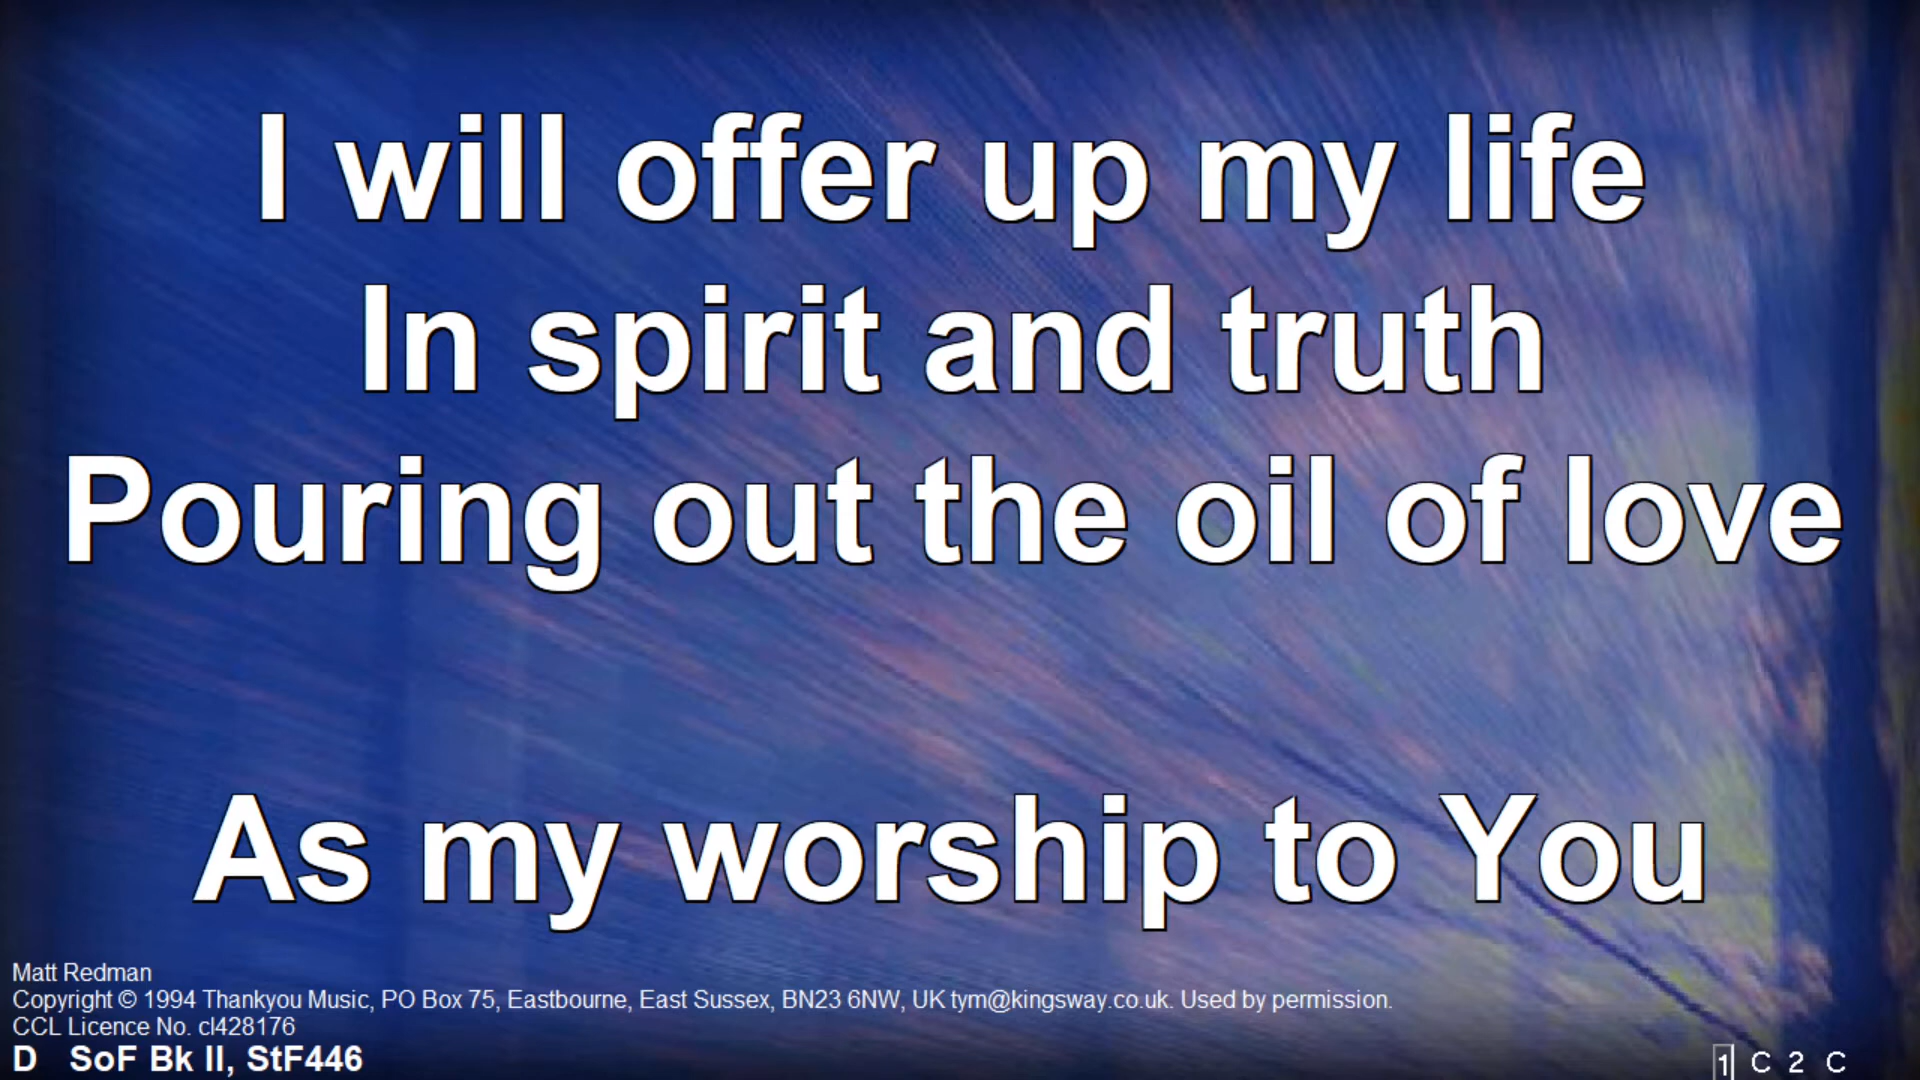 I will offer up my life
In spirit and truth
Pouring out the oil of love
As my worship to You
Matt Redman
Copyright © 1994 Thankyou Music, PO Box 75, Eastbourne, East Sussex, BN23 6NW, UK tym@kingsway.co.uk. Used by permission.
CCL Licence No. cl428176
D SoF Bk II, StF446
1 C 2 C